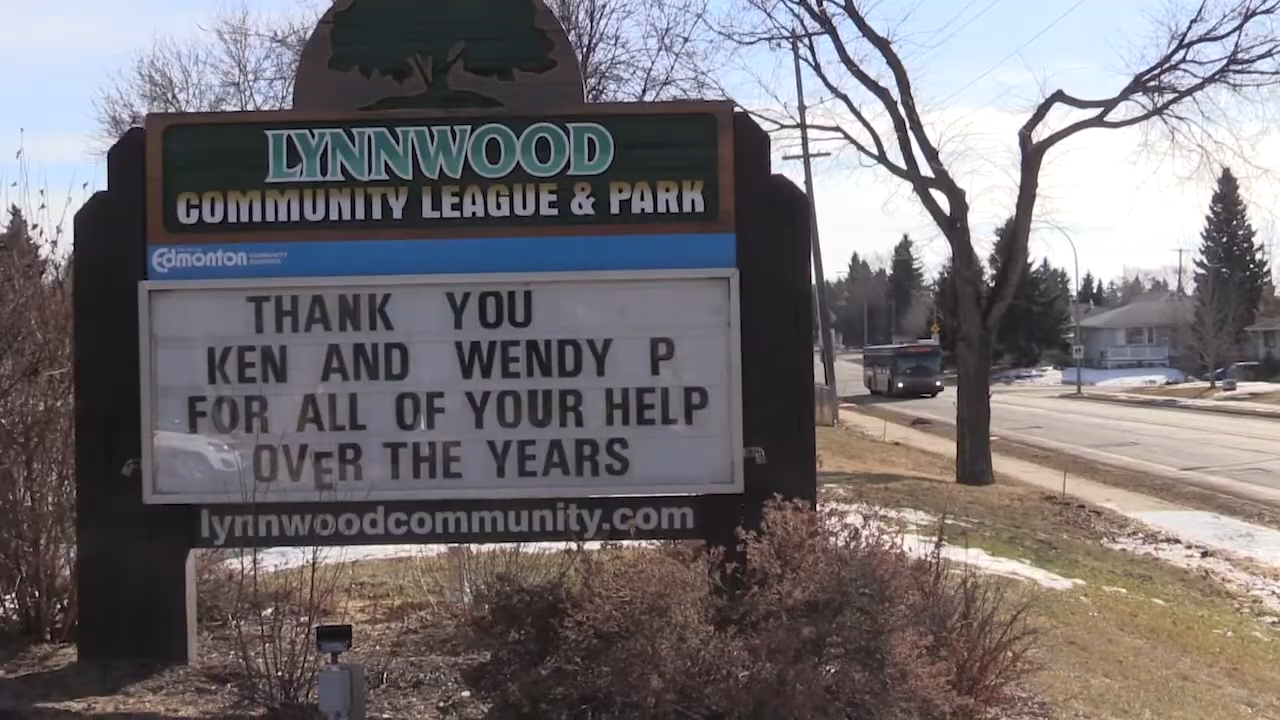 LYNNWOOD
COMMUNITY LEAGUE & PARK
Edmonton COMMUNITY
THANK YOU
KEN AND WENDY P
FOR ALL OF YOUR HELP
OVER THE YEARS
lynnwoodcommunity.com